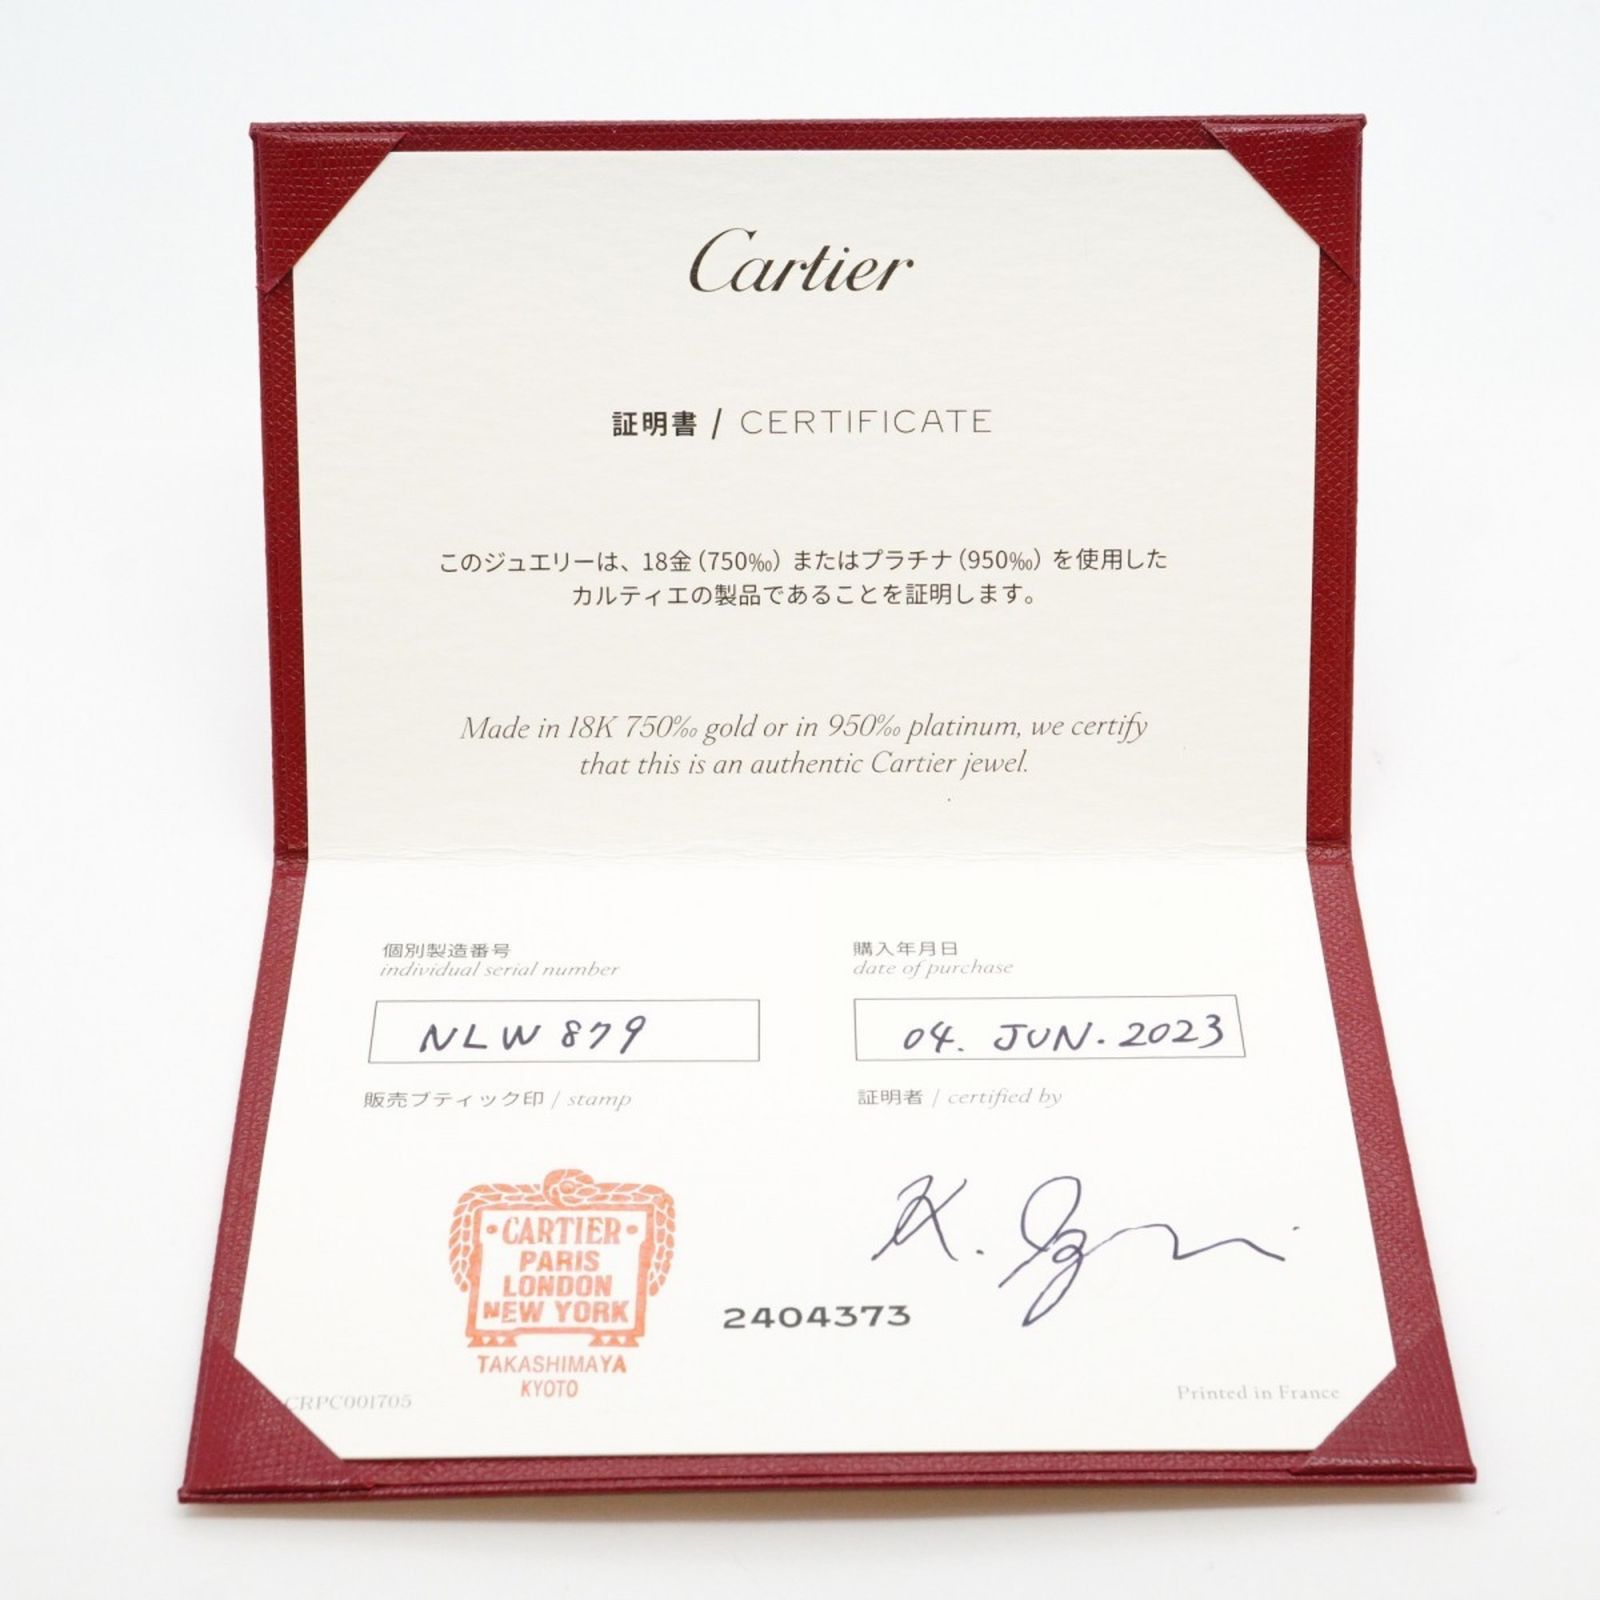 Cartier
証明書 / CERTIFICATE
このジュエリーは、18金(750‰)またはプラチナ(950‰)を使用した
カルティエの製品であることを証明します。
Made in 18K 750‰ gold or in 950‰ platinum, we certify
that this is an authentic Cartier jewel.
個別製造番号
individual serial number
NLW 879
購入年月日
date of purchase
04. JUN. 2023
販売ブティック印 / stamp
証明者 / certified by
CARTIER
PARIS
LONDON
NEW YORK
TAKASHIMAYA
KYOTO
2404373
K.
CRPC001705
Printed in France